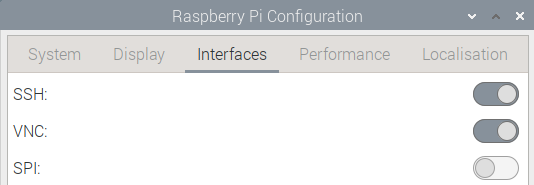 Raspberry Pi Configuration
System Display Interfaces Performance Localisation
SSH:
VNC:
SPI: